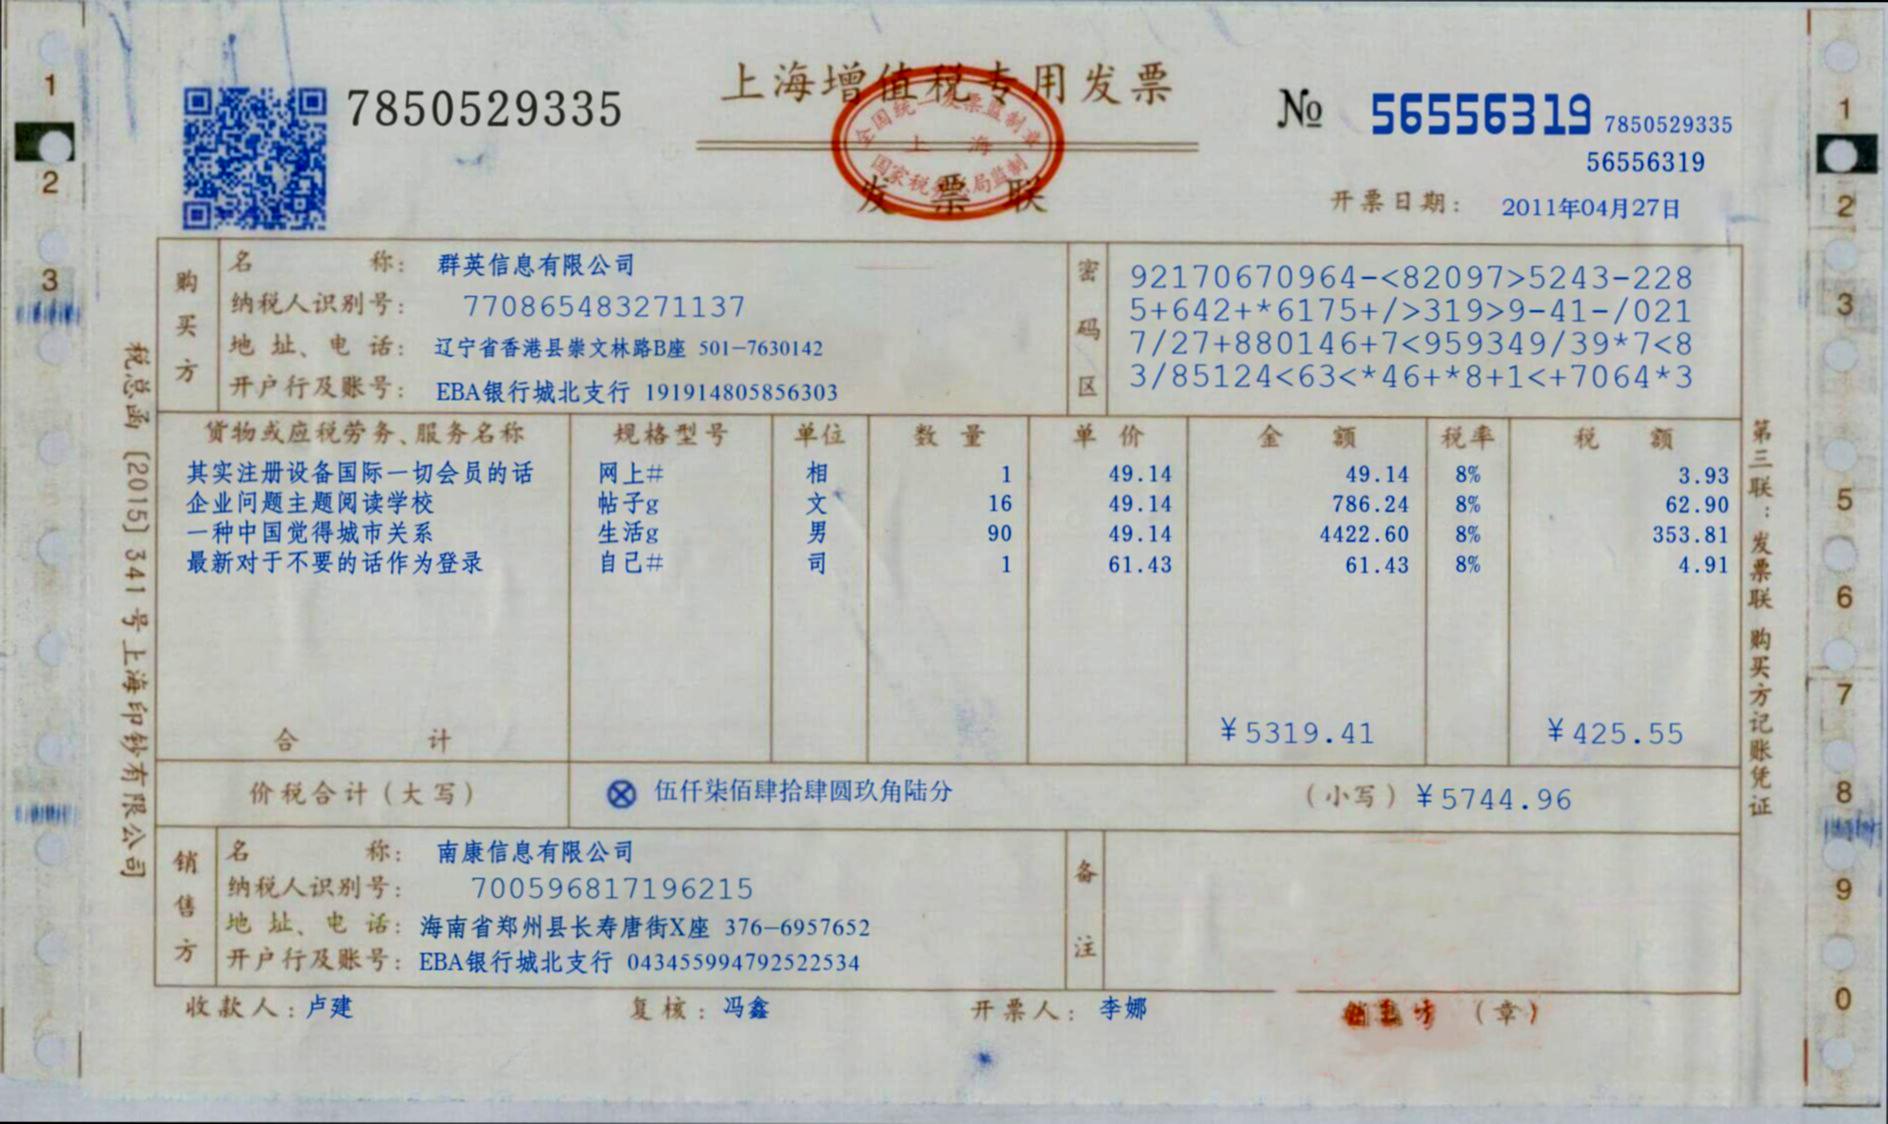 上海增值税专用发票
发票联
全国统一发票监制章
上海
国家税务总局监制
7850529335
№ 56556319 7850529335
56556319
开票日期： 2011年04月27日
购买方
名称： 群英信息有限公司
纳税人识别号： 770865483271137
地址、电话： 辽宁省香港县崇文林路B座 501-7630142
开户行及账号： EBA银行城北支行 191914805856303
密码区
92170670964-<82097>5243-228
5+642+*6175+/>319>9-41-/021
7/27+880146+7<959349/39*7<8
3/85124<63<*46+*8+1<+7064*3
货物或应税劳务、服务名称 规格型号 单位 数量 单价 金额 税率 税额
其实注册设备国际一切会员的话 网上# 相 1 49.14 49.14 8% 3.93
企业问题主题阅读学校 帖子g 文 16 49.14 786.24 8% 62.90
一种中国觉得城市关系 生活g 男 90 49.14 4422.60 8% 353.81
最新对于不要的话作为登录 自己# 司 1 61.43 61.43 8% 4.91
合计 ¥5319.41 ¥425.55
价税合计（大写） ⊗ 伍仟柒佰肆拾肆圆玖角陆分 （小写）¥5744.96
销售方
名称： 南康信息有限公司
纳税人识别号： 700596817196215
地址、电话： 海南省郑州县长寿唐街X座 376-6957652
开户行及账号： EBA银行城北支行 043455994792522534
备注
收款人：卢建 复核：冯鑫 开票人：李娜 销售方（章）
税总函〔2015〕341号上海印钞有限公司
第三联：发票联 购买方记账凭证
1
2
3
1
2
3
5
6
7
8
9
0